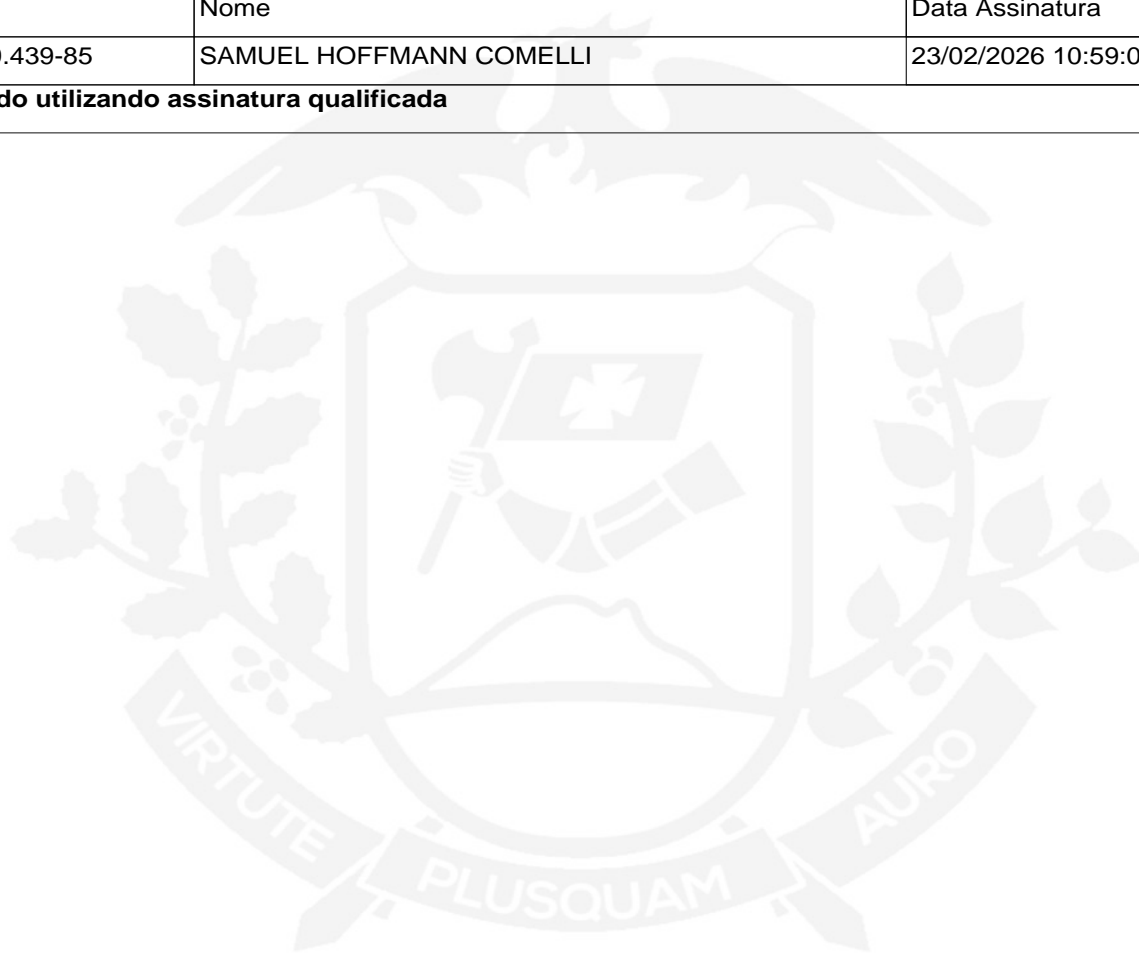 Nome Data Assinatura
.439-85 SAMUEL HOFFMANN COMELLI 23/02/2026 10:59:0
do utilizando assinatura qualificada
VIRTUTE PLUSQUAM AURO